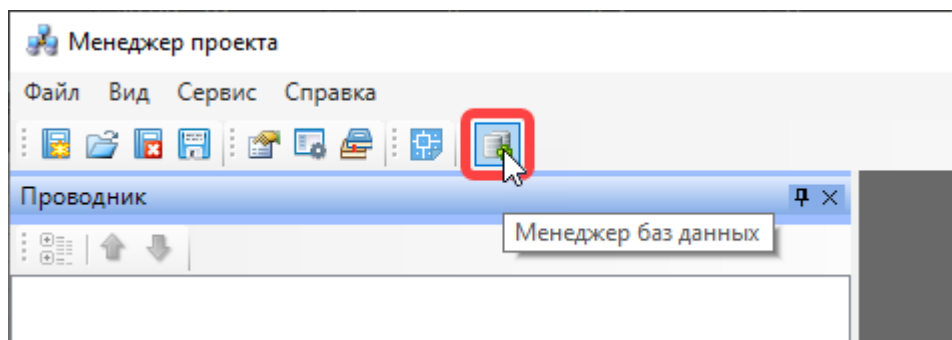 Менеджер проекта
Файл Вид Сервис Справка
Проводник
Менеджер баз данных